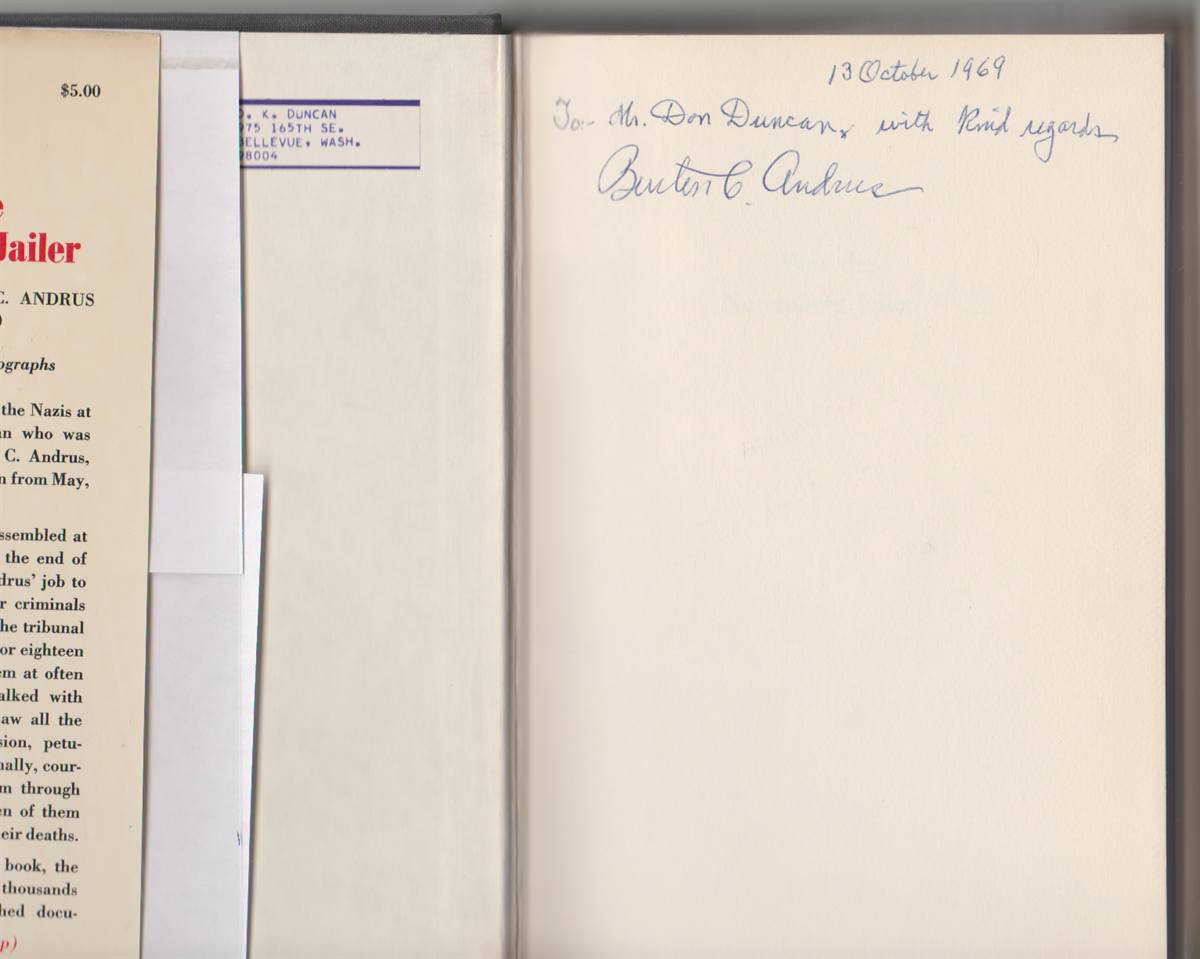 $5.00
Jailer
C. ANDRUS
ographs
the Nazis at
an who was
C. Andrus,
n from May,
ssembled at
the end of
drus' job to
r criminals
he tribunal
or eighteen
em at often
alked with
aw all the
sion, petu-
nally, cour-
m through
en of them
eir deaths.
book, the
thousands
hed docu-
p)
. K. DUNCAN
75 165TH SE.
ELLEVUE, WASH.
8004
13 October 1969
To:- Mr. Don Duncan, with kind regards
Burton C. Andrus